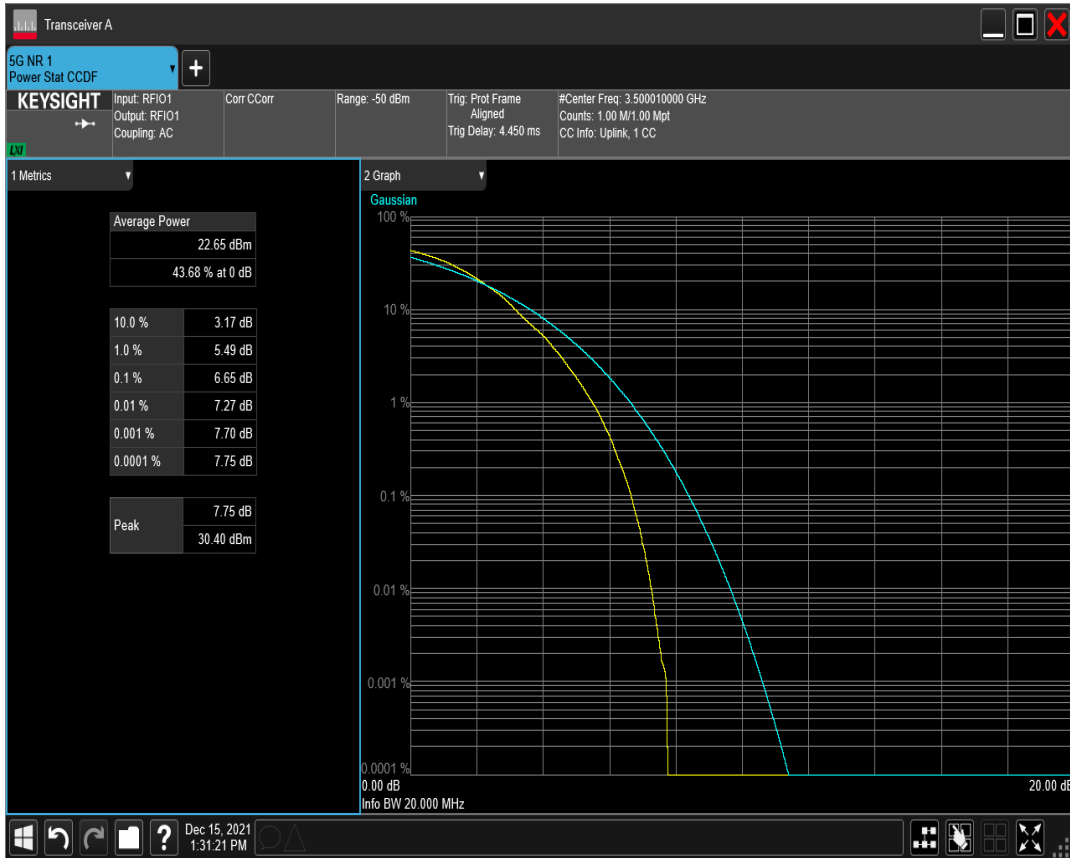 Transceiver A
5G NR 1
Power Stat CCDF
KEYSIGHT
LXI
Input: RFIO1
Output: RFIO1
Coupling: AC
Corr CCorr
Range: -50 dBm
Trig: Prot Frame
Aligned
Trig Delay: 4.450 ms
#Center Freq: 3.500010000 GHz
Counts: 1.00 M/1.00 Mpt
CC Info: Uplink, 1 CC
1 Metrics
Average Power
22.65 dBm
43.68 % at 0 dB
10.0 % 3.17 dB
1.0 % 5.49 dB
0.1 % 6.65 dB
0.01 % 7.27 dB
0.001 % 7.70 dB
0.0001 % 7.75 dB
Peak
7.75 dB
30.40 dBm
2 Graph
Gaussian
100 %
10 %
1 %
0.1 %
0.01 %
0.001 %
0.0001 %
0.00 dB
20.00 dB
Info BW 20.000 MHz
?
Dec 15, 2021
1:31:21 PM